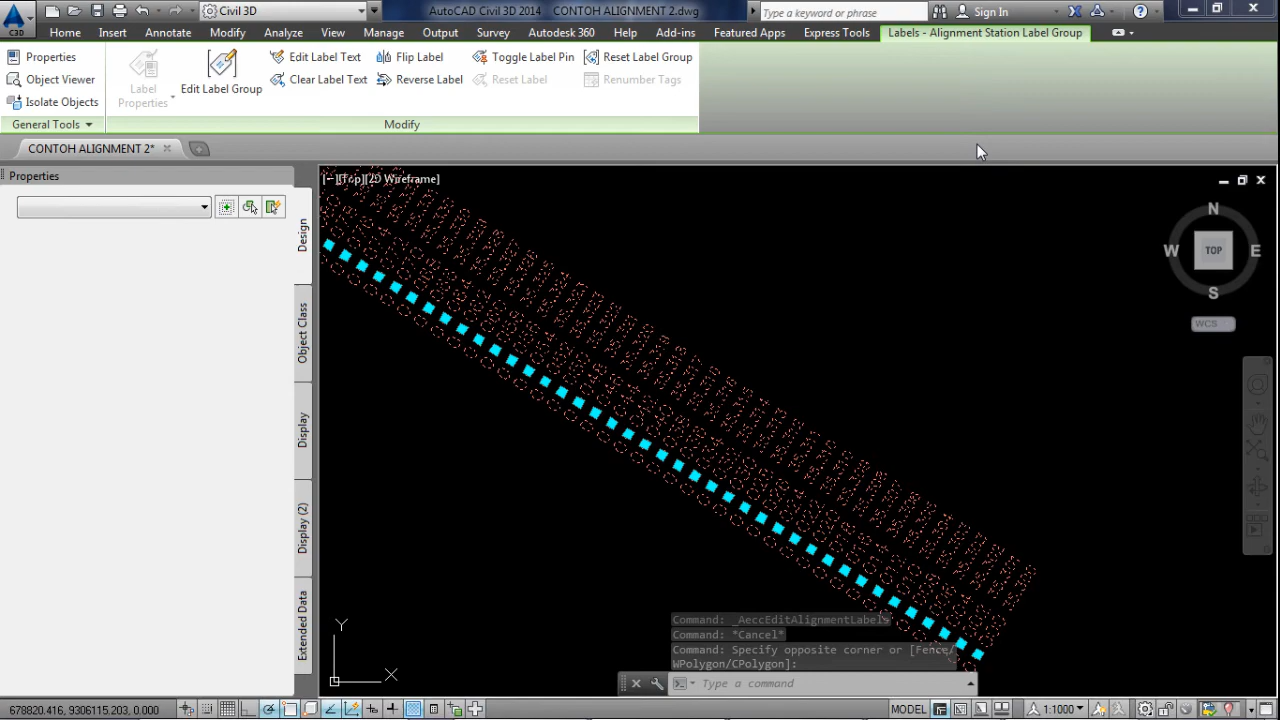 Civil 3D
AutoCAD Civil 3D 2014 CONTOH ALIGNMENT 2.dwg
Type a keyword or phrase
Sign In
C3D
Home Insert Annotate Modify Analyze View Manage Output Survey Autodesk 360 Help Add-ins Featured Apps Express Tools Labels - Alignment Station Label Group
Properties
Object Viewer
Isolate Objects
General Tools
Label
Properties
Edit Label Group
Edit Label Text
Clear Label Text
Flip Label
Reverse Label
Toggle Label Pin
Reset Label
Reset Label Group
Renumber Tags
Modify
CONTOH ALIGNMENT 2*
Properties
Design
Object Class
Display
Display (2)
Extended Data
[−][Top][2D Wireframe]
N
W TOP E
S
WCS
Y
X
Command: _AeccEditAlignmentLabels
Command: *Cancel*
Command: Specify opposite corner or [Fence/
WPolygon/CPolygon]:
Type a command
678820.416, 9306115.203, 0.000
MODEL
1:1000